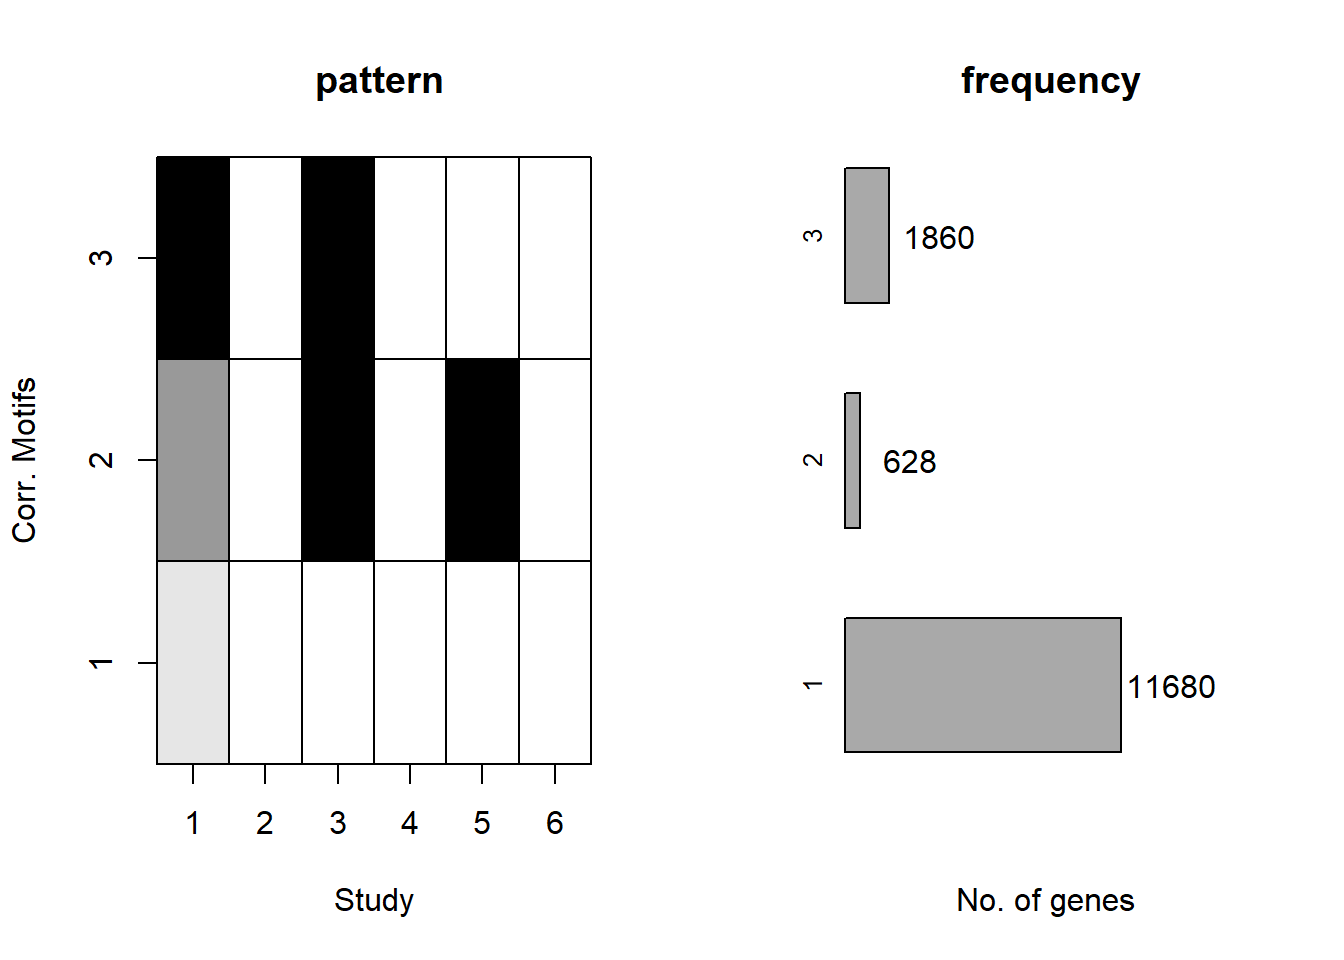 pattern
Corr. Motifs
3
2
1
1 2 3 4 5 6
Study
frequency
3 1860
2 628
1 11680
No. of genes